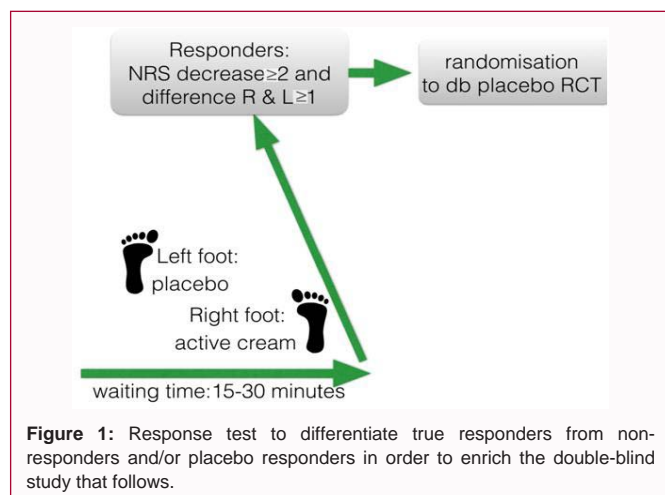 Responders:
NRS decrease≥2 and
difference R & L≥1
randomisation
to db placebo RCT
Left foot:
placebo
Right foot:
active cream
waiting time:15-30 minutes
Figure 1: Response test to differentiate true responders from non-
responders and/or placebo responders in order to enrich the double-blind
study that follows.